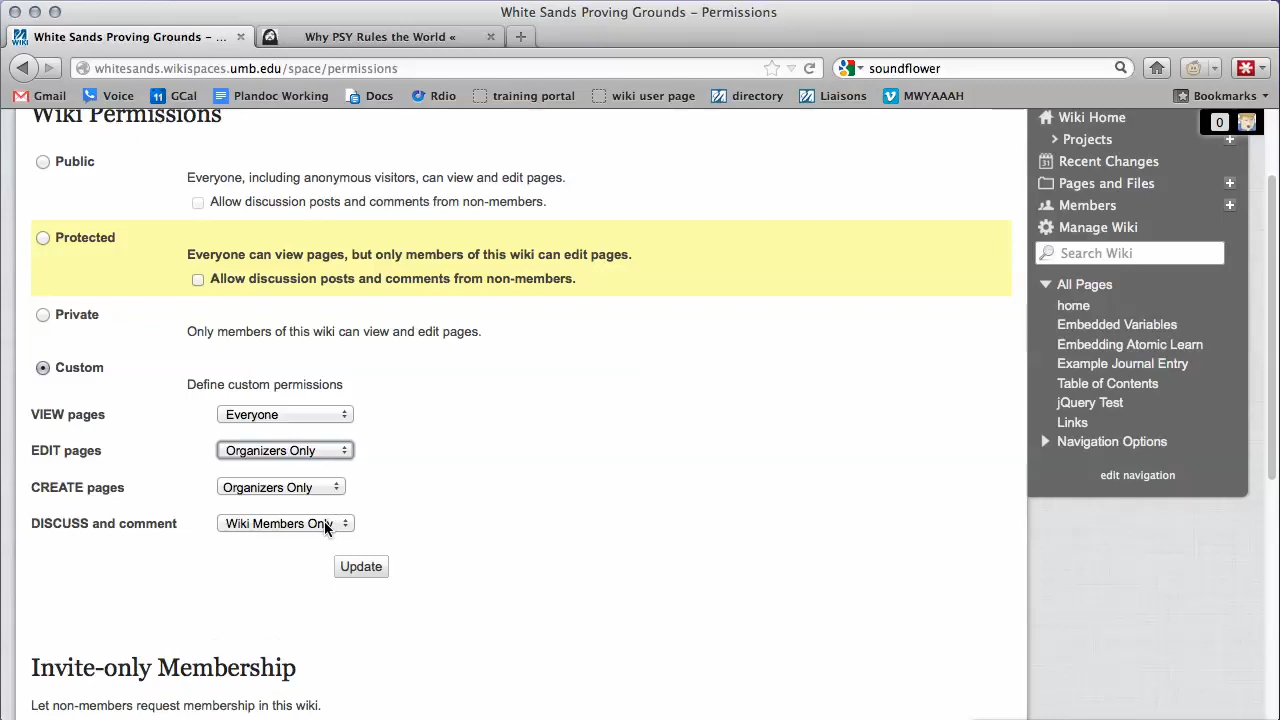 White Sands Proving Grounds – Permissions
WIKI White Sands Proving Grounds – ... Why PSY Rules the World «
whitesands.wikispaces.umb.edu/space/permissions soundflower
Gmail Voice 11 GCal Plandoc Working Docs Rdio training portal wiki user page directory Liaisons MWYAAAH Bookmarks
Wiki Permissions
Public
Everyone, including anonymous visitors, can view and edit pages.
Allow discussion posts and comments from non-members.
Protected
Everyone can view pages, but only members of this wiki can edit pages.
Allow discussion posts and comments from non-members.
Private
Only members of this wiki can view and edit pages.
Custom
Define custom permissions
VIEW pages Everyone
EDIT pages Organizers Only
CREATE pages Organizers Only
DISCUSS and comment Wiki Members Only
Update
Invite-only Membership
Let non-members request membership in this wiki.
0
Wiki Home
Projects
31 Recent Changes
Pages and Files
Members
Manage Wiki
Search Wiki
All Pages
home
Embedded Variables
Embedding Atomic Learn
Example Journal Entry
Table of Contents
jQuery Test
Links
Navigation Options
edit navigation